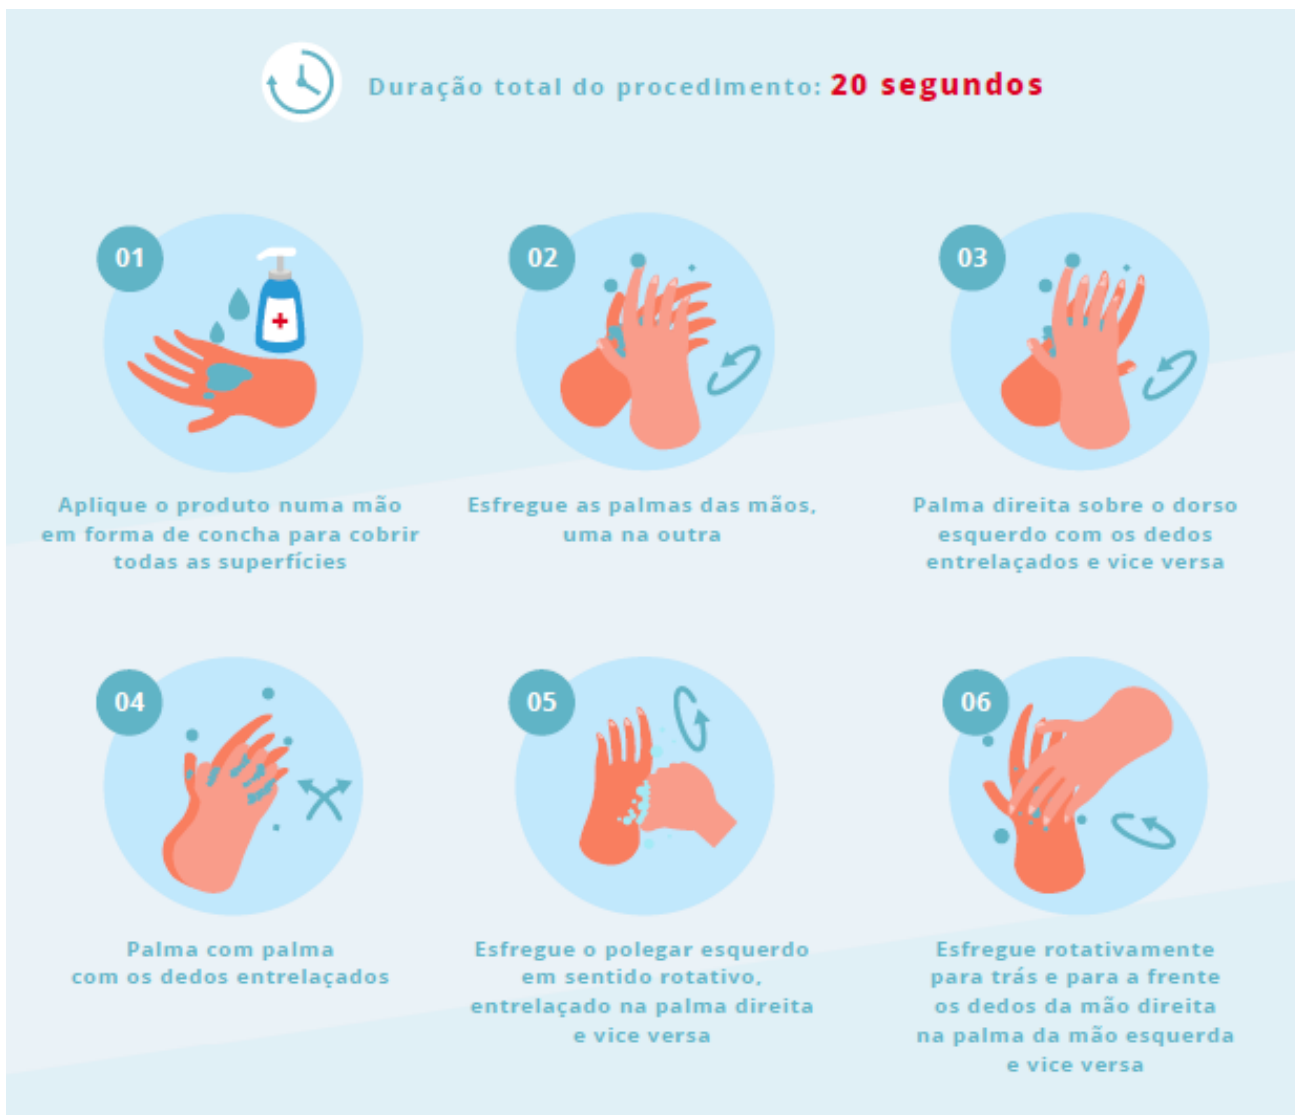 Duração total do procedimento: 20 segundos
01
02
03
Aplique o produto numa mão
em forma de concha para cobrir
todas as superfícies
Esfregue as palmas das mãos,
uma na outra
Palma direita sobre o dorso
esquerdo com os dedos
entrelaçados e vice versa
04
05
06
Palma com palma
com os dedos entrelaçados
Esfregue o polegar esquerdo
em sentido rotativo,
entrelaçado na palma direita
e vice versa
Esfregue rotativamente
para trás e para a frente
os dedos da mão direita
na palma da mão esquerda
e vice versa